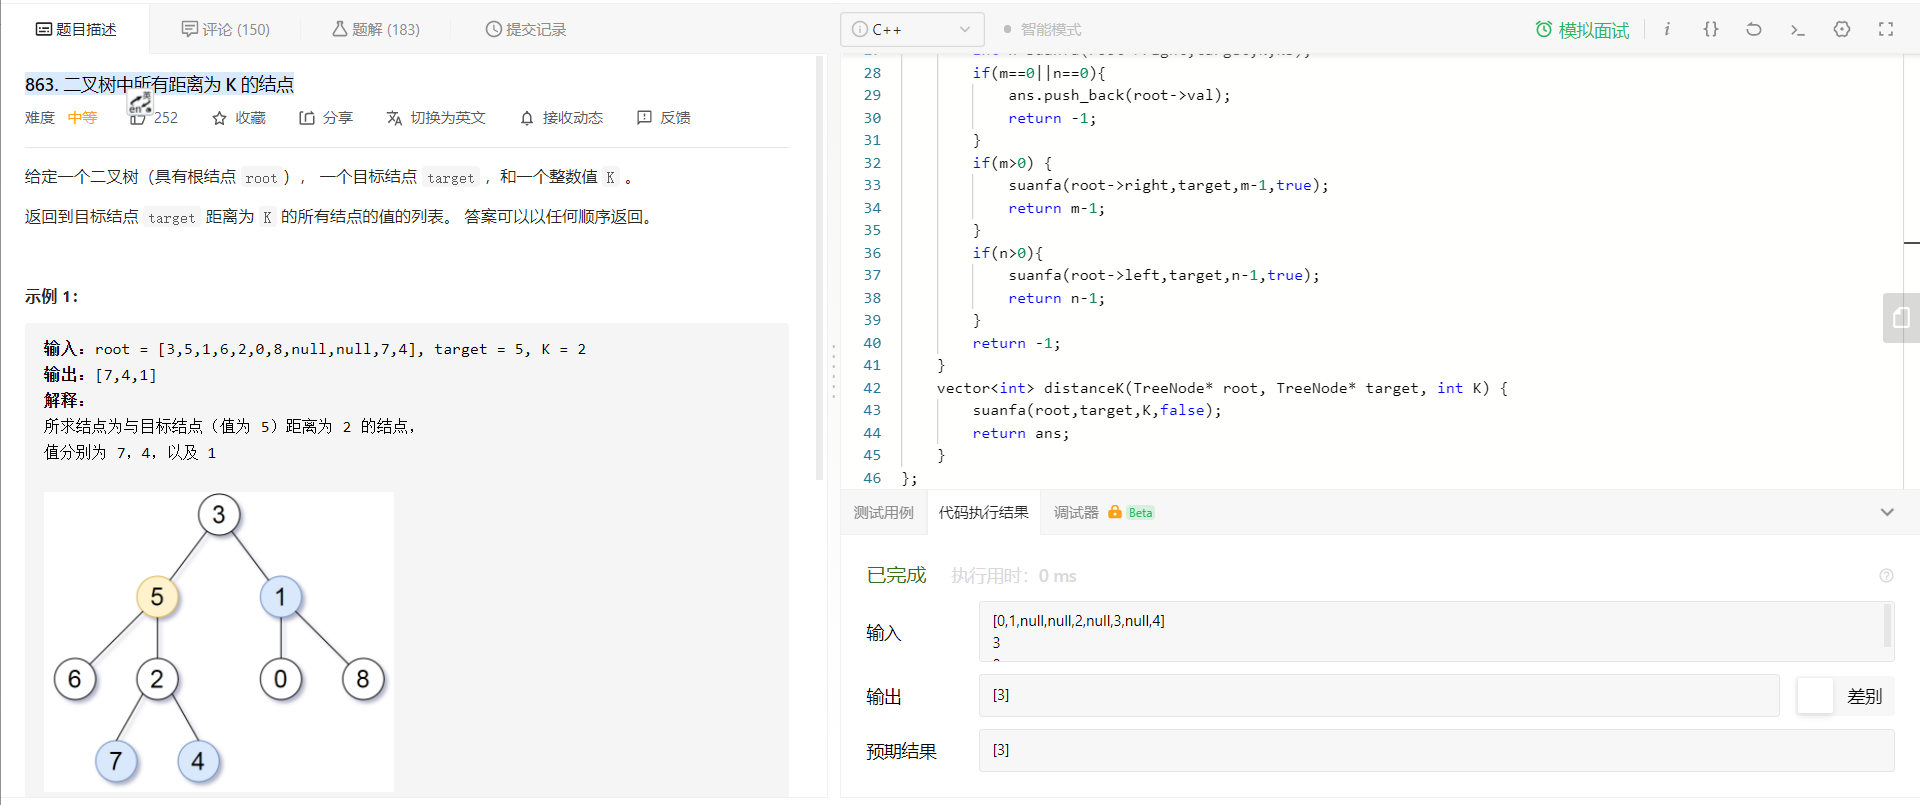 题目描述
评论 (150)
题解 (183)
提交记录
863. 二叉树中所有距离为 K 的结点
难度 中等 252 收藏 分享 切换为英文 接收动态 反馈
给定一个二叉树（具有根结点 root）， 一个目标结点 target ，和一个整数值 K 。
返回到目标结点 target 距离为 K 的所有结点的值的列表。 答案可以以任何顺序返回。
示例 1：
输入：root = [3,5,1,6,2,0,8,null,null,7,4], target = 5, K = 2
输出：[7,4,1]
解释：
所求结点为与目标结点（值为 5）距离为 2 的结点，
值分别为 7，4，以及 1
3
5 1
6 2 0 8
7 4
C++
智能模式
模拟面试
28 if(m==0||n==0){
29 ans.push_back(root->val);
30 return -1;
31 }
32 if(m>0) {
33 suanfa(root->right,target,m-1,true);
34 return m-1;
35 }
36 if(n>0){
37 suanfa(root->left,target,n-1,true);
38 return n-1;
39 }
40 return -1;
41 }
42 vector<int> distanceK(TreeNode* root, TreeNode* target, int K) {
43 suanfa(root,target,K,false);
44 return ans;
45 }
46 };
测试用例 代码执行结果 调试器 Beta
已完成 执行用时：0 ms
输入
[0,1,null,null,2,null,3,null,4]
3
输出
[3]
差别
预期结果
[3]